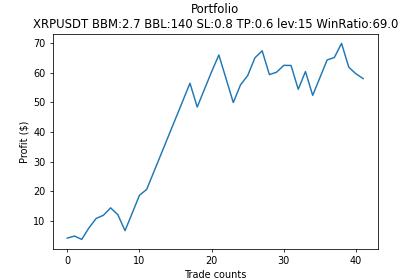 Portfolio
XRPUSDT BBM:2.7 BBL:140 SL:0.8 TP:0.6 lev:15 WinRatio:69.0
70
60
50
40
30
20
10
Profit ($)
0 10 20 30 40
Trade counts